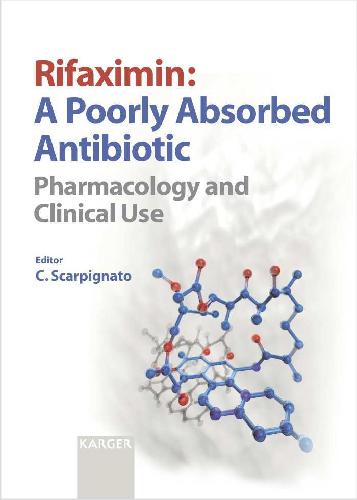 Rifaximin:
A Poorly Absorbed
Antibiotic
Pharmacology and
Clinical Use
Editor
C. Scarpignato
KARGER